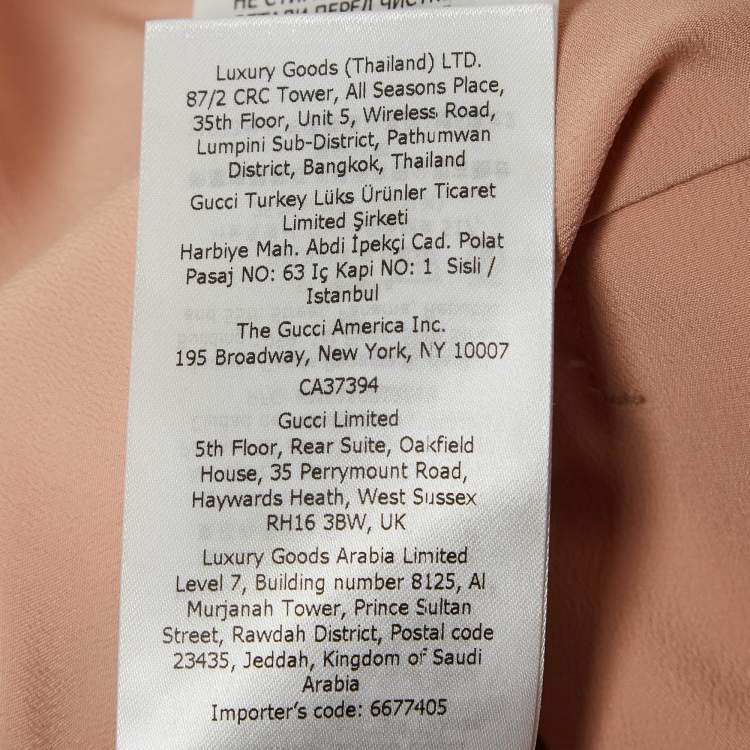 НЕ СТИ
ДЕТАЛИ ПЕРЕД ЧИСТК
Luxury Goods (Thailand) LTD.
87/2 CRC Tower, All Seasons Place,
35th Floor, Unit 5, Wireless Road,
Lumpini Sub-District, Pathumwan
District, Bangkok, Thailand
Gucci Turkey Lüks Ürünler Ticaret
Limited Şirketi
Harbiye Mah. Abdi İpekçi Cad. Polat
Pasaj NO: 63 Iç Kapi NO: 1 Sisli /
Istanbul
The Gucci America Inc.
195 Broadway, New York, NY 10007
CA37394
Gucci Limited
5th Floor, Rear Suite, Oakfield
House, 35 Perrymount Road,
Haywards Heath, West Sussex
RH16 3BW, UK
Luxury Goods Arabia Limited
Level 7, Building number 8125, Al
Murjanah Tower, Prince Sultan
Street, Rawdah District, Postal code
23435, Jeddah, Kingdom of Saudi
Arabia
Importer's code: 6677405